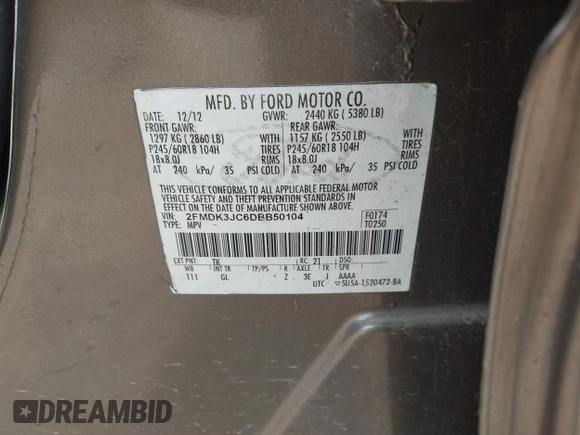 MFD. BY FORD MOTOR CO.
DATE: 12/12 GVWR: 2440 KG ( 5380 LB)
FRONT GAWR: REAR GAWR:
1297 KG ( 2860 LB) WITH 1157 KG ( 2550 LB) WITH
P245/60R18 104H TIRES P245/60R18 104H TIRES
18x8.0J RIMS 18x8.0J RIMS
AT 240 kPa/ 35 PSI COLD AT 240 kPa/ 35 PSI COLD
THIS VEHICLE CONFORMS TO ALL APPLICABLE FEDERAL MOTOR
VEHICLE SAFETY AND THEFT PREVENTION STANDARDS IN
EFFECT ON THE DATE OF MANUFACTURE SHOWN ABOVE.
VIN: 2FMDK3JC6DBB50104 F0174
TYPE: MPV T0250
EXT PNT: TK RC: 21 DSO:
WB INT TR TP/PS R AXLE TR SPR
111 GL Z 3E J AAAA
UTC ▽5U5A-1520472-BA
DREAMBID